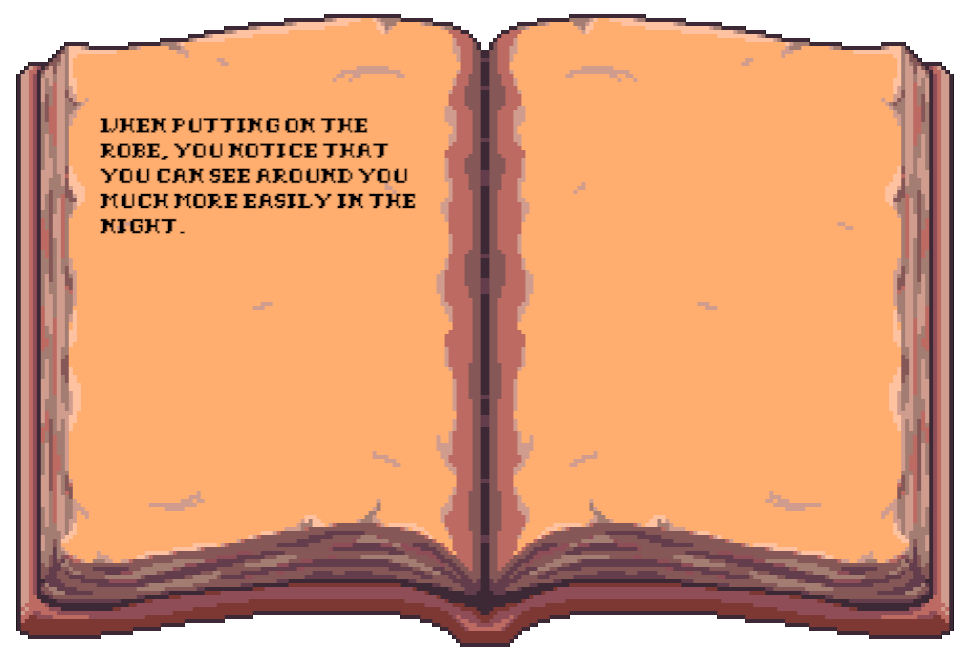 WHEN PUTTING ON THE
ROBE, YOU NOTICE THAT
YOU CAN SEE AROUND YOU
MUCH MORE EASILY IN THE
NIGHT.